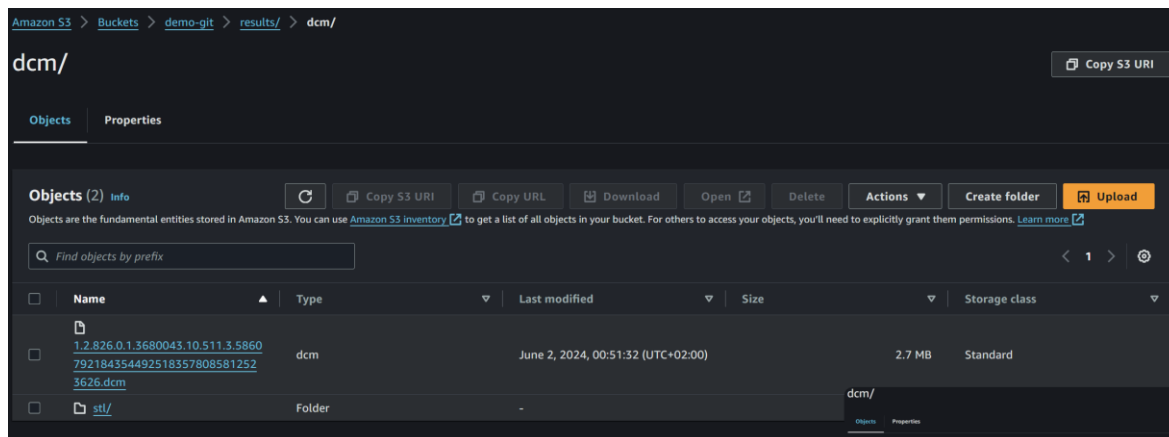 Amazon S3 > Buckets > demo-git > results/ > dcm/
dcm/
Copy S3 URI
Objects Properties
Objects (2) Info Copy S3 URI Copy URL Download Open Delete Actions Create folder Upload
Objects are the fundamental entities stored in Amazon S3. You can use Amazon S3 inventory to get a list of all objects in your bucket. For others to access your objects, you'll need to explicitly grant them permissions. Learn more
Find objects by prefix < 1 >
Name Type Last modified Size Storage class
1.2.826.0.1.3680043.10.511.3.5860
7921843544925183578085812​52
3626.dcm
dcm June 2, 2024, 00:51:32 (UTC+02:00) 2.7 MB Standard
stl/ Folder -
dcm/
Objects Properties